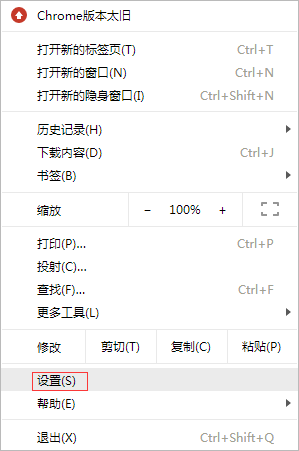 Chrome版本太旧
打开新的标签页(T) Ctrl+T
打开新的窗口(N) Ctrl+N
打开新的隐身窗口(I) Ctrl+Shift+N
历史记录(H)
下载内容(D) Ctrl+J
书签(B)
缩放 − 100% +
打印(P)... Ctrl+P
投射(C)...
查找(F)... Ctrl+F
更多工具(L)
修改 剪切(T) 复制(C) 粘贴(P)
设置(S)
帮助(E)
退出(X) Ctrl+Shift+Q